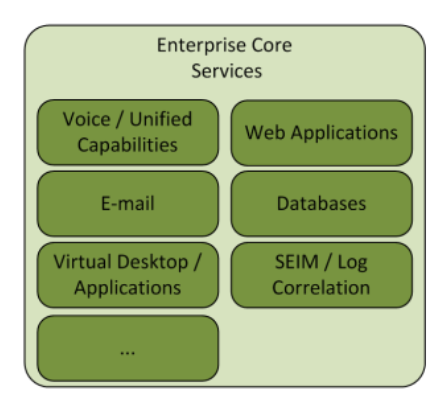 Enterprise Core
Services
Voice / Unified
Capabilities
Web Applications
E-mail
Databases
Virtual Desktop /
Applications
SEIM / Log
Correlation
...